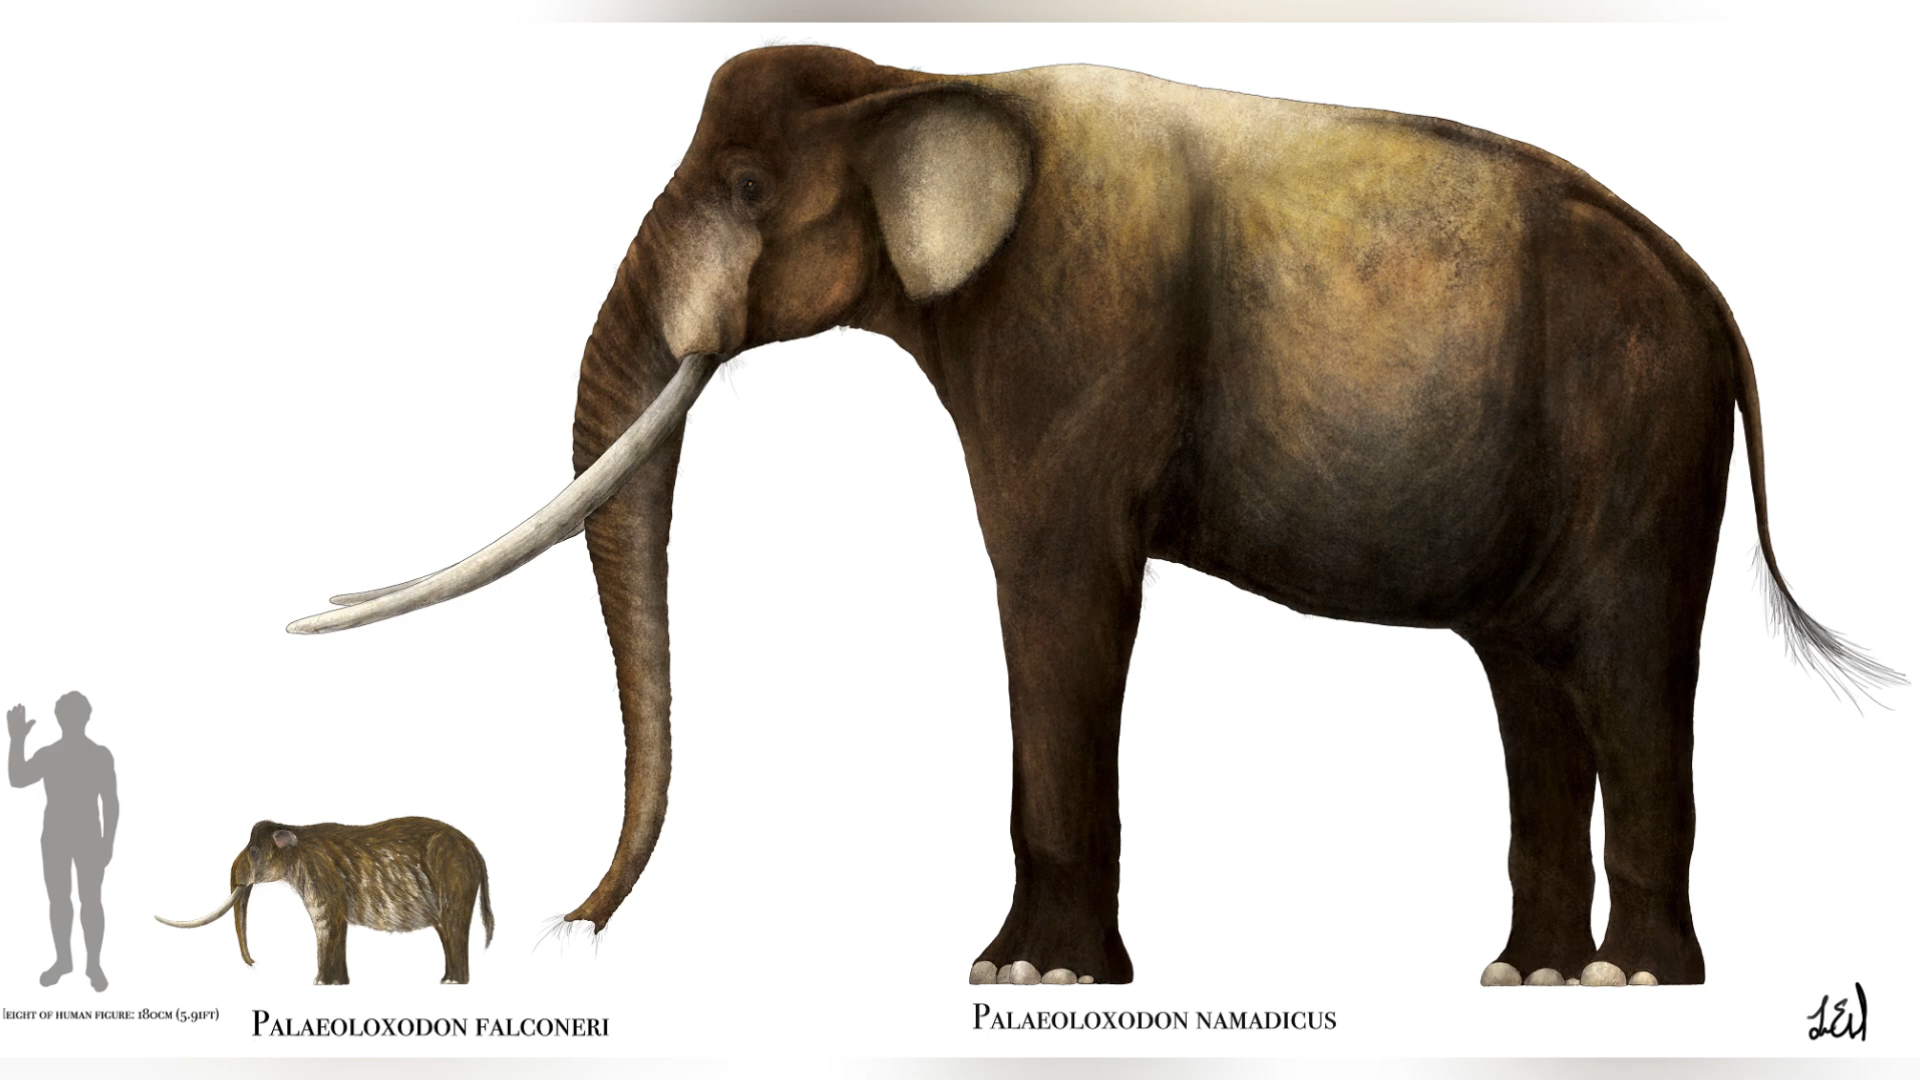 EIGHT OF HUMAN FIGURE: 180CM (5.91FT)
PALAEOLOXODON FALCONERI
PALAEOLOXODON NAMADICUS